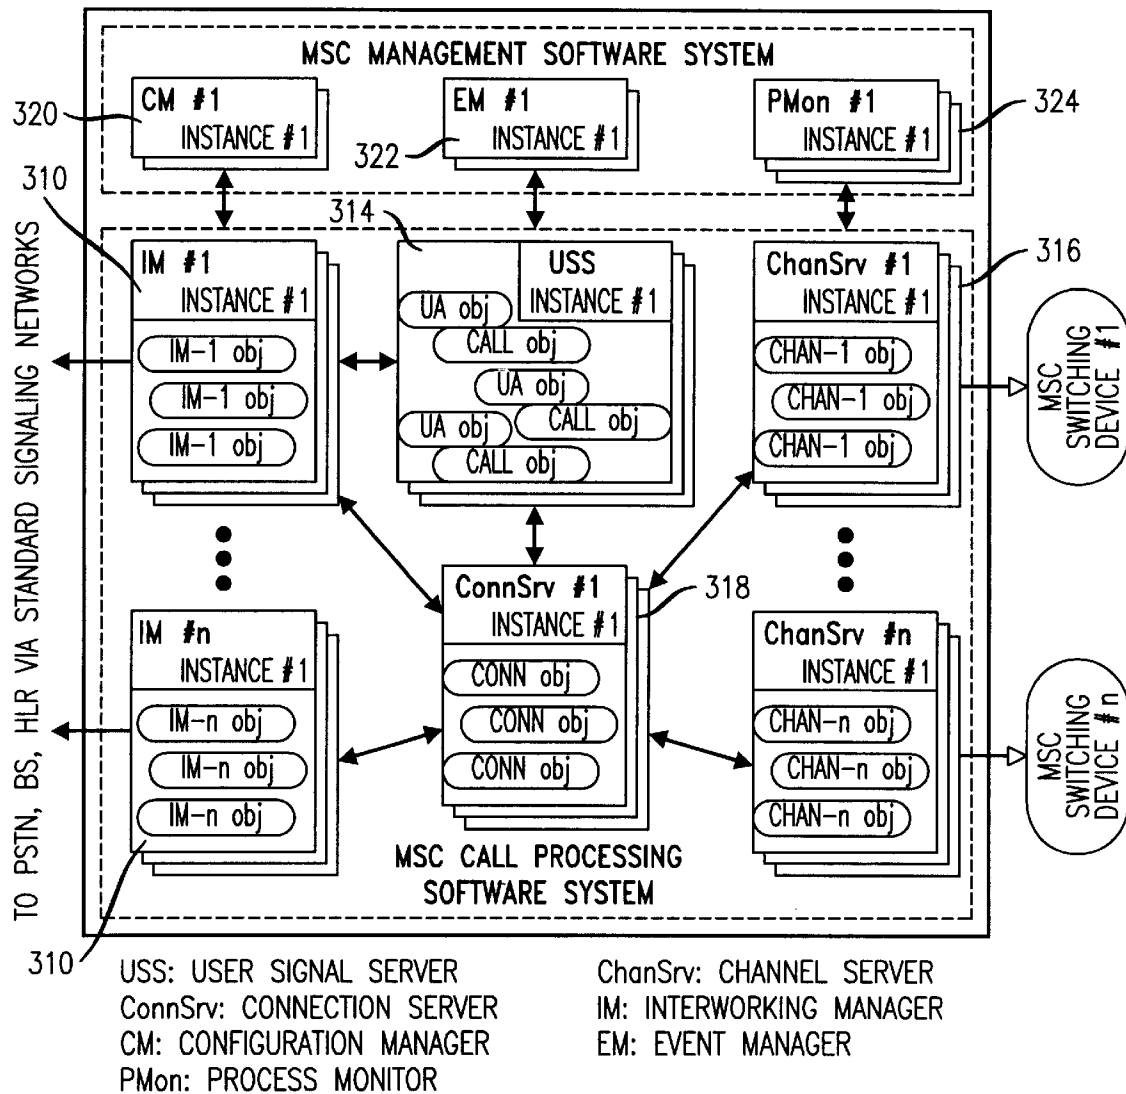 MSC MANAGEMENT SOFTWARE SYSTEM
CM #1
INSTANCE #1
EM #1
INSTANCE #1
PMon #1
INSTANCE #1
320
322
324
310
314
316
318
310
TO PSTN, BS, HLR VIA STANDARD SIGNALING NETWORKS
IM #1
INSTANCE #1
IM-1 obj
IM-1 obj
IM-1 obj
USS
INSTANCE #1
UA obj
CALL obj
UA obj
CALL obj
UA obj
CALL obj
ChanSrv #1
INSTANCE #1
CHAN-1 obj
CHAN-1 obj
CHAN-1 obj
MSC
SWITCHING
DEVICE #1
IM #n
INSTANCE #1
IM-n obj
IM-n obj
IM-n obj
ConnSrv #1
INSTANCE #1
CONN obj
CONN obj
CONN obj
ChanSrv #n
INSTANCE #1
CHAN-n obj
CHAN-n obj
CHAN-n obj
MSC
SWITCHING
DEVICE #n
MSC CALL PROCESSING
SOFTWARE SYSTEM
USS: USER SIGNAL SERVER
ConnSrv: CONNECTION SERVER
CM: CONFIGURATION MANAGER
PMon: PROCESS MONITOR
ChanSrv: CHANNEL SERVER
IM: INTERWORKING MANAGER
EM: EVENT MANAGER